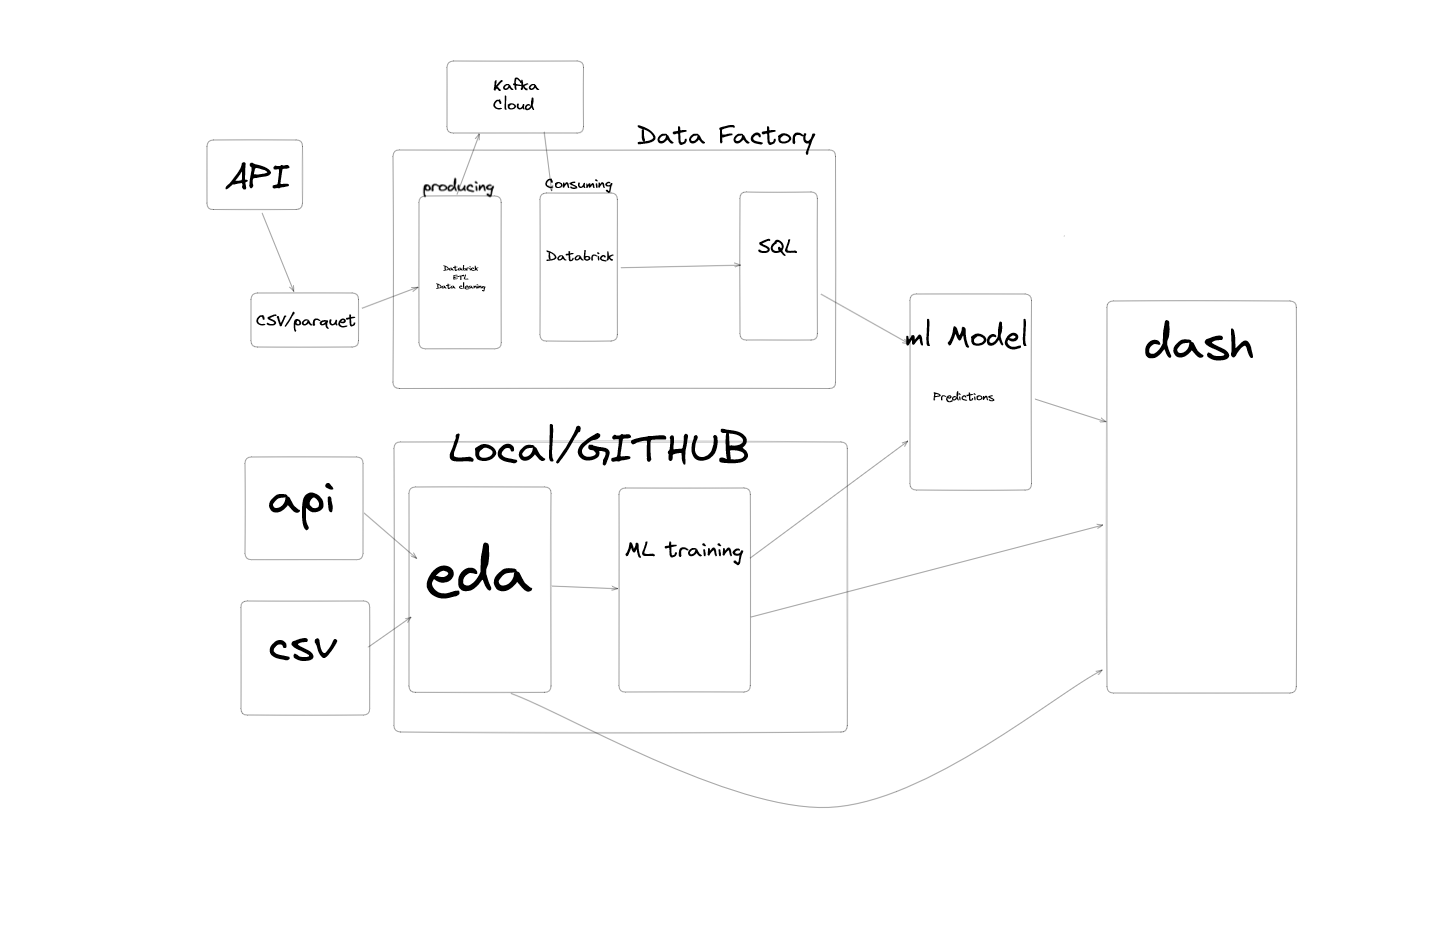 Kafka
Cloud
Data Factory
API
producing
Consuming
Databrick
ETL
Data cleaning
Databrick
SQL
CSV/parquet
ml Model
Predictions
dash
Local/GITHUB
api
eda
ML training
csv